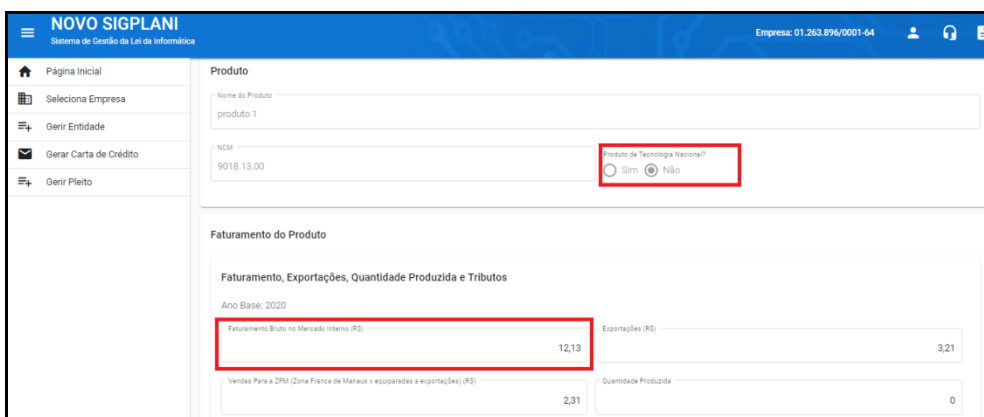 NOVO SIGPLANI
Sistema de Gestão da Lei da Informática
Empresa: 01.263.896/0001-64
Página Inicial
Seleciona Empresa
Gerir Entidade
Gerar Carta de Crédito
Gerir Pleito
Produto
Nome do Produto
produto 1
NCM
9018.13.00
Produto de Tecnologia Nacional?
Sim Não
Faturamento do Produto
Faturamento, Exportações, Quantidade Produzida e Tributos
Ano Base: 2020
Faturamento Bruto no Mercado Interno (R$)
12,13
Exportações (R$)
3,21
Vendas Para a ZFM (Zona Franca de Manaus x equiparadas a exportações) (R$)
2,31
Quantidade Produzida
0